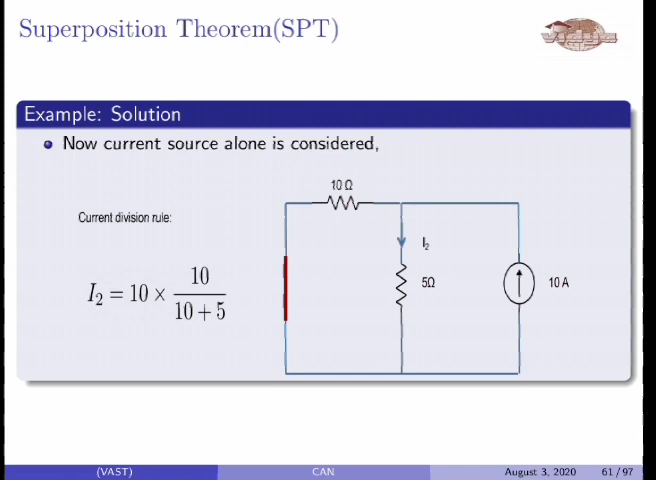 Superposition Theorem(SPT)
Example: Solution
Now current source alone is considered,
10 Ω
Current division rule:
I₂
I₂ = 10 × 10 / (10 + 5)
5Ω
10 A
(VAST)
CAN
August 3, 2020
61 / 97